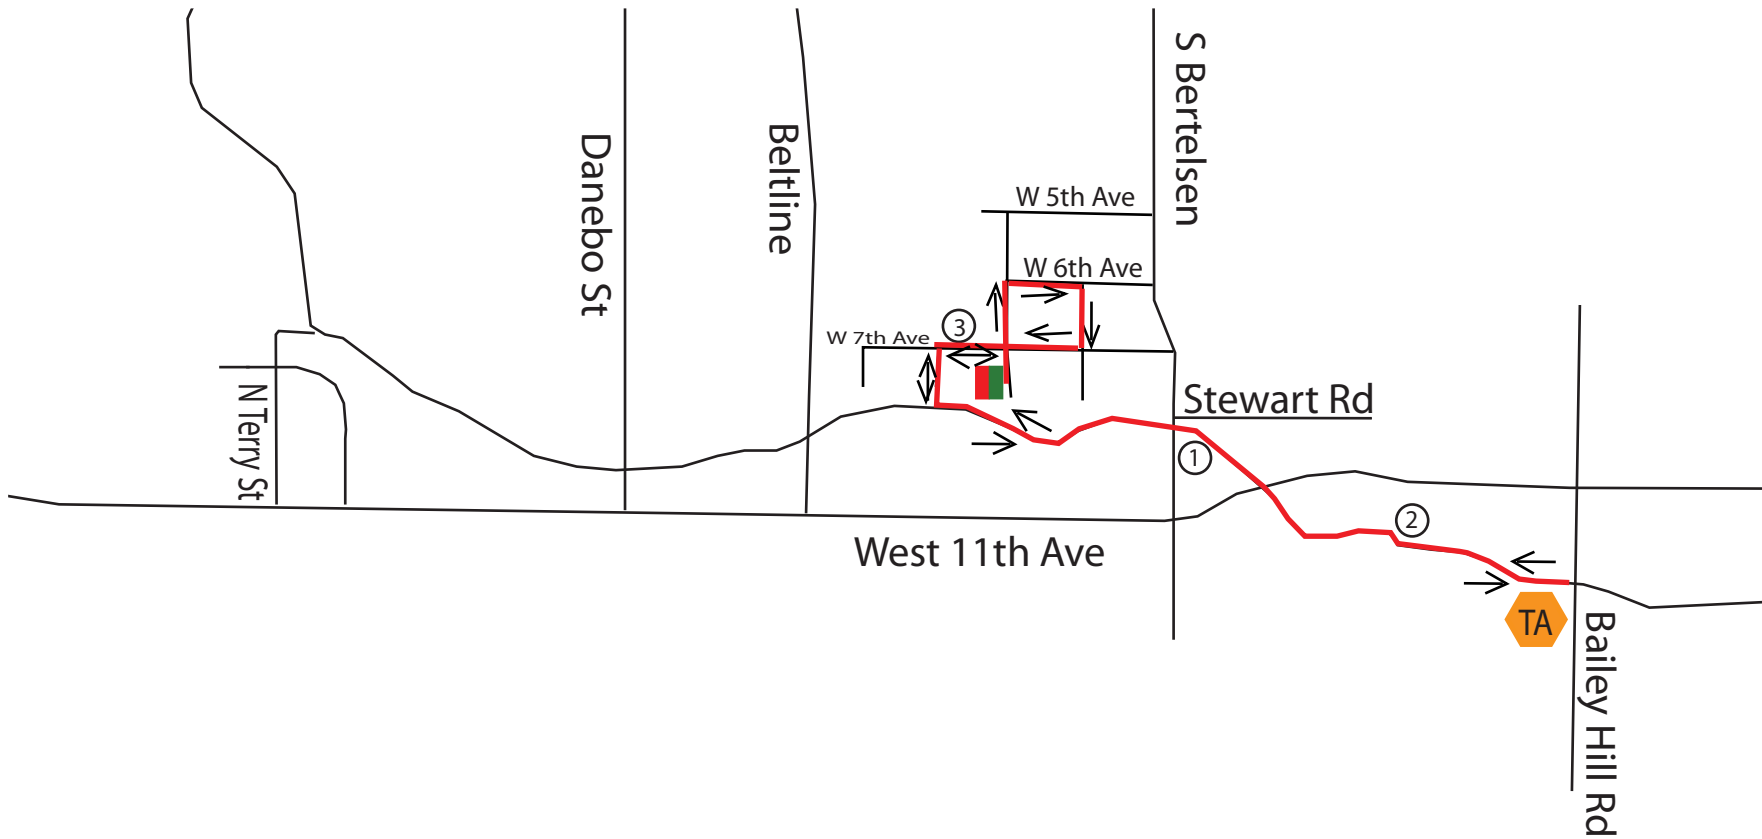 S Bertelsen
Danebo St
Beltline
W 5th Ave
W 6th Ave
3
W 7th Ave
N Terry St
Stewart Rd
1
2
West 11th Ave
TA
Bailey Hill Rd